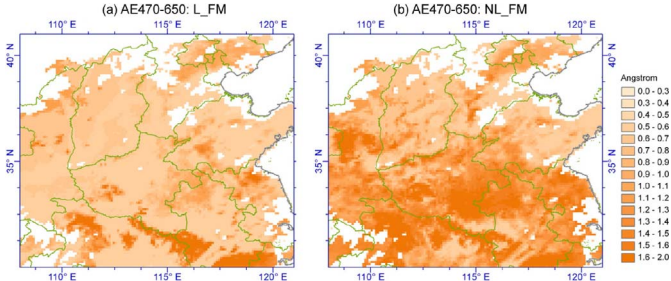 (a) AE470-650: L_FM
(b) AE470-650: NL_FM
110° E 115° E 120° E
110° E 115° E 120° E
40° N
40° N
35° N
35° N
110° E 115° E 120° E
110° E 115° E 120° E
Angstrom
0.0 - 0.3
0.3 - 0.4
0.4 - 0.5
0.5 - 0.6
0.6 - 0.7
0.7 - 0.8
0.8 - 0.9
0.9 - 1.0
1.0 - 1.1
1.1 - 1.2
1.2 - 1.3
1.3 - 1.4
1.4 - 1.5
1.5 - 1.6
1.6 - 2.0